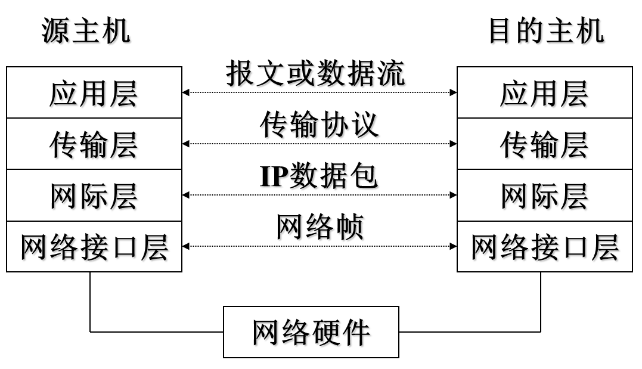 源主机
目的主机
应用层
报文或数据流
应用层
传输层
传输协议
传输层
网际层
IP数据包
网际层
网络接口层
网络帧
网络接口层
网络硬件